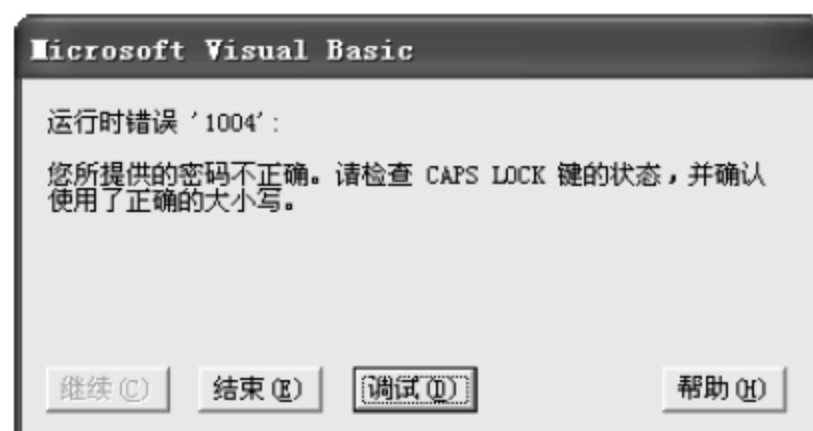 Microsoft Visual Basic
运行时错误 '1004':
您所提供的密码不正确。请检查 CAPS LOCK 键的状态，并确认
使用了正确的大小写。
继续(C) 结束(E) 调试(D) 帮助(H)